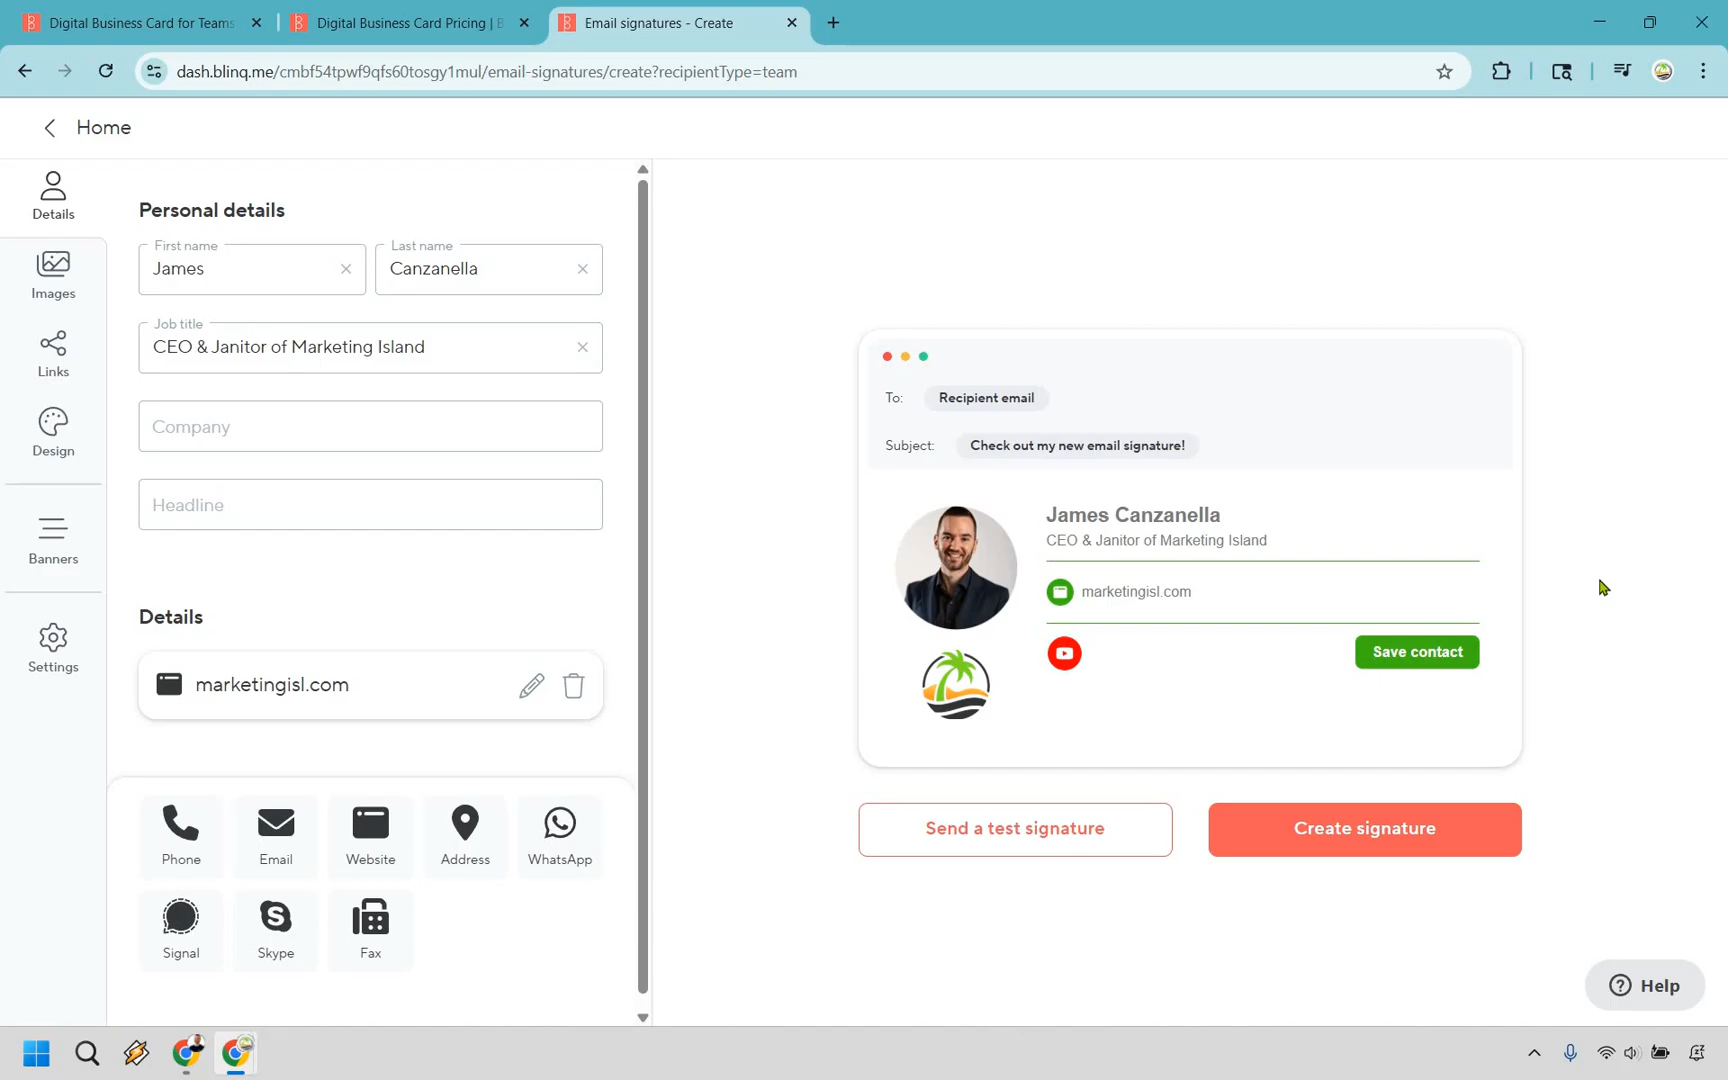 Digital Business Card for Teams
Digital Business Card Pricing | B
Email signatures - Create
dash.blinq.me/cmbf54tpwf9qfs60tosgy1mul/email-signatures/create?recipientType=team
Home
Details
Images
Links
Design
Banners
Settings
Personal details
First name
James
Last name
Canzanella
Job title
CEO & Janitor of Marketing Island
Company
Headline
Details
marketingisl.com
Phone
Email
Website
Address
WhatsApp
Signal
Skype
Fax
To:
Recipient email
Subject:
Check out my new email signature!
James Canzanella
CEO & Janitor of Marketing Island
marketingisl.com
Save contact
Send a test signature
Create signature
Help